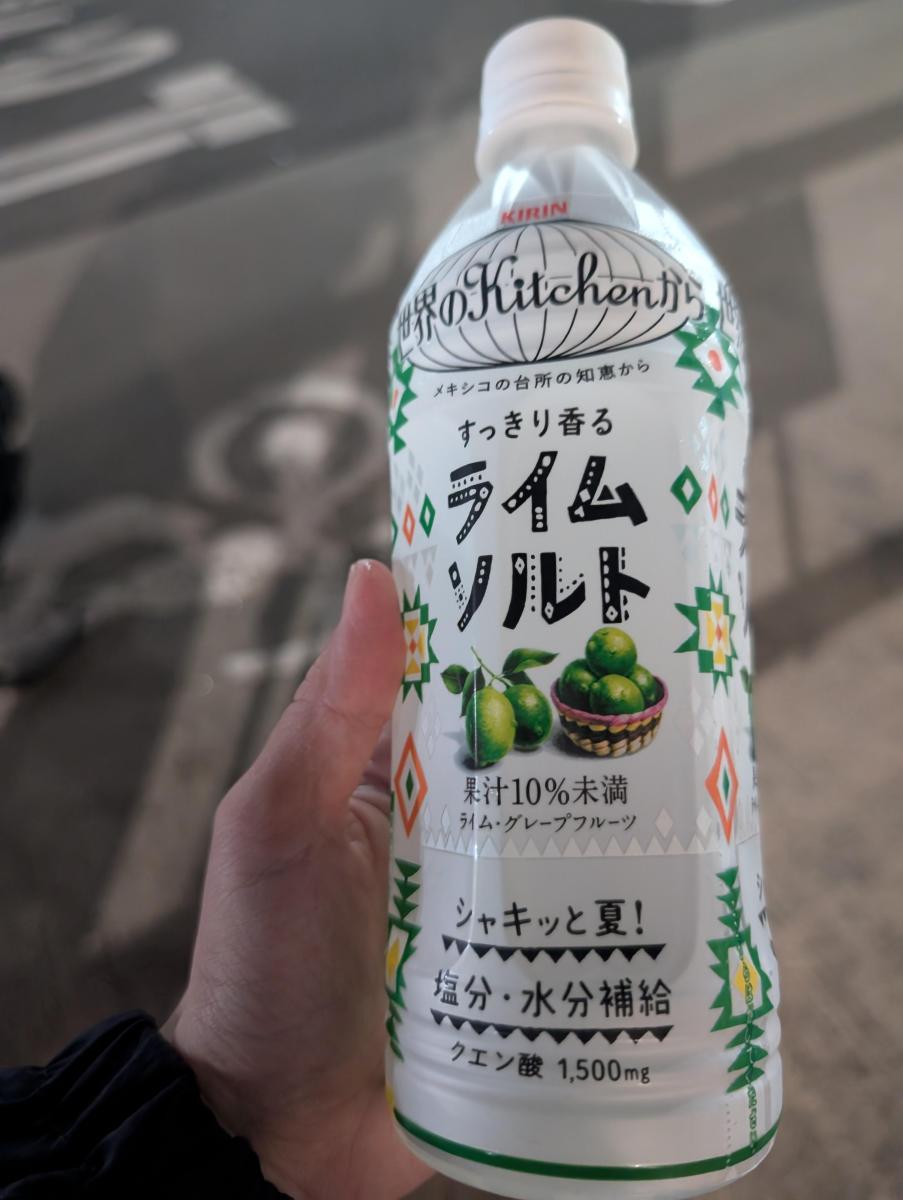 KIRIN
世界のKitchenから
メキシコの台所の知恵から
すっきり香る
ライム
ソルト
果汁10%未満
ライム・グレープフルーツ
シャキッと夏!
塩分・水分補給
クエン酸 1,500mg